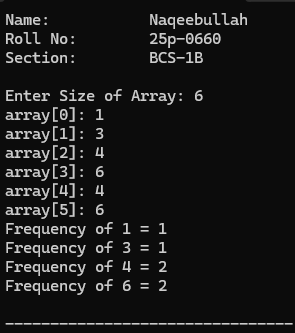 Name: Naqeebullah
Roll No: 25p-0660
Section: BCS-1B
Enter Size of Array: 6
array[0]: 1
array[1]: 3
array[2]: 4
array[3]: 6
array[4]: 4
array[5]: 6
Frequency of 1 = 1
Frequency of 3 = 1
Frequency of 4 = 2
Frequency of 6 = 2
--------------------------------